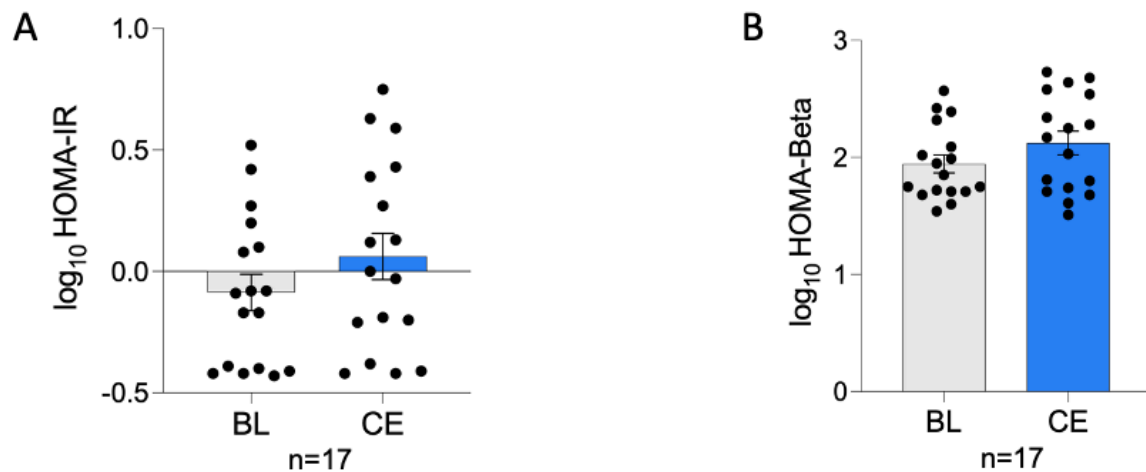 A
log10 HOMA-IR
1.0
0.5
0.0
-0.5
BL
CE
n=17
B
log10 HOMA-Beta
3
2
1
0
BL
CE
n=17